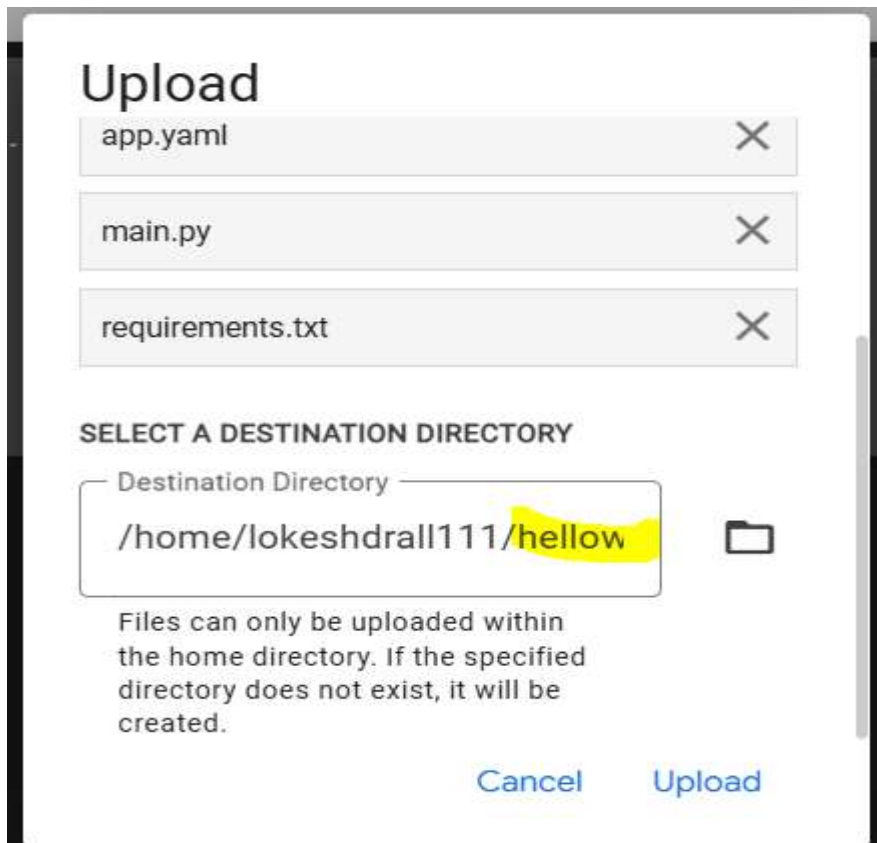 Upload
app.yaml
main.py
requirements.txt
SELECT A DESTINATION DIRECTORY
Destination Directory
/home/lokeshdrall111/hellow
Files can only be uploaded within
the home directory. If the specified
directory does not exist, it will be
created.
Cancel Upload